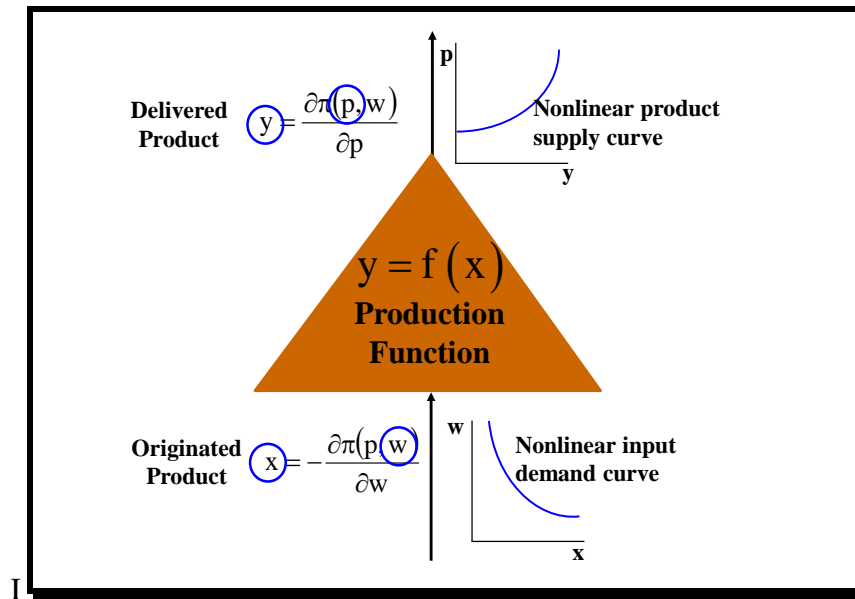 p
Delivered
Product
y = ∂π(p, w) / ∂p
Nonlinear product
supply curve
y
y = f ( x )
Production
Function
Originated
Product
x = − ∂π(p, w) / ∂w
w
Nonlinear input
demand curve
x
I